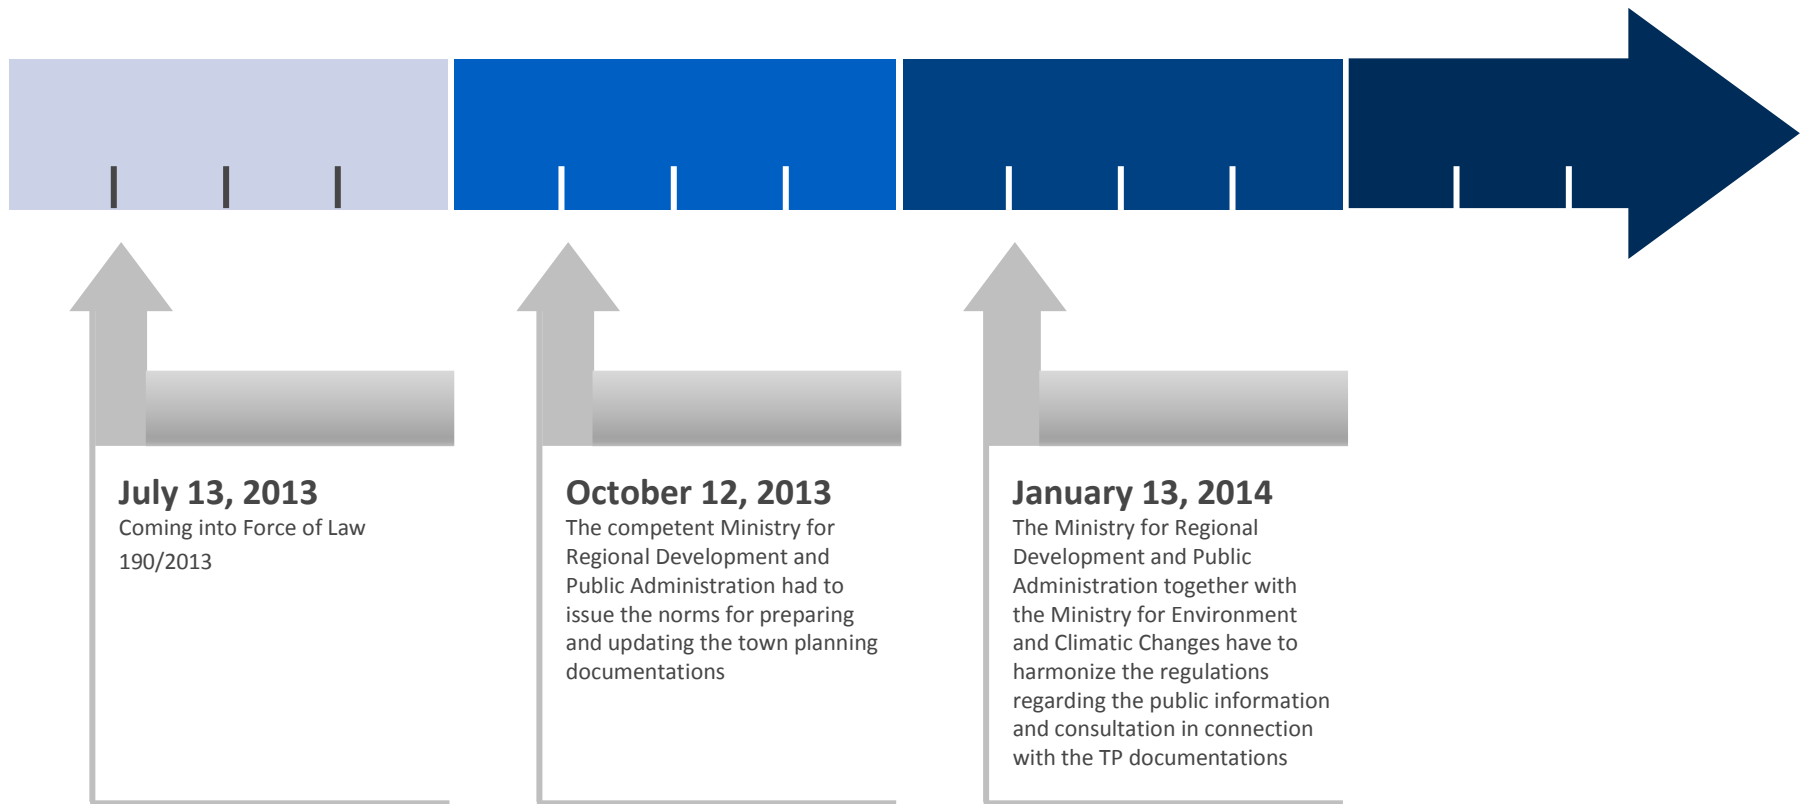 July 13, 2013
Coming into Force of Law
190/2013
October 12, 2013
The competent Ministry for
Regional Development and
Public Administration had to
issue the norms for preparing
and updating the town planning
documentations
January 13, 2014
The Ministry for Regional
Development and Public
Administration together with
the Ministry for Environment
and Climatic Changes have to
harmonize the regulations
regarding the public information
and consultation in connection
with the TP documentations